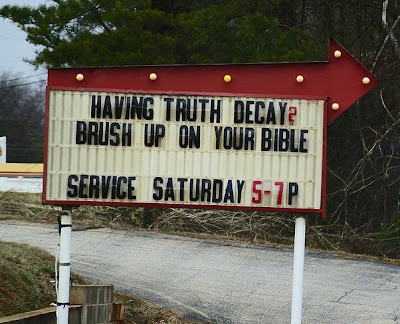 HAVING TRUTH DECAY?
BRUSH UP ON YOUR BIBLE
SERVICE SATURDAY 5-7P